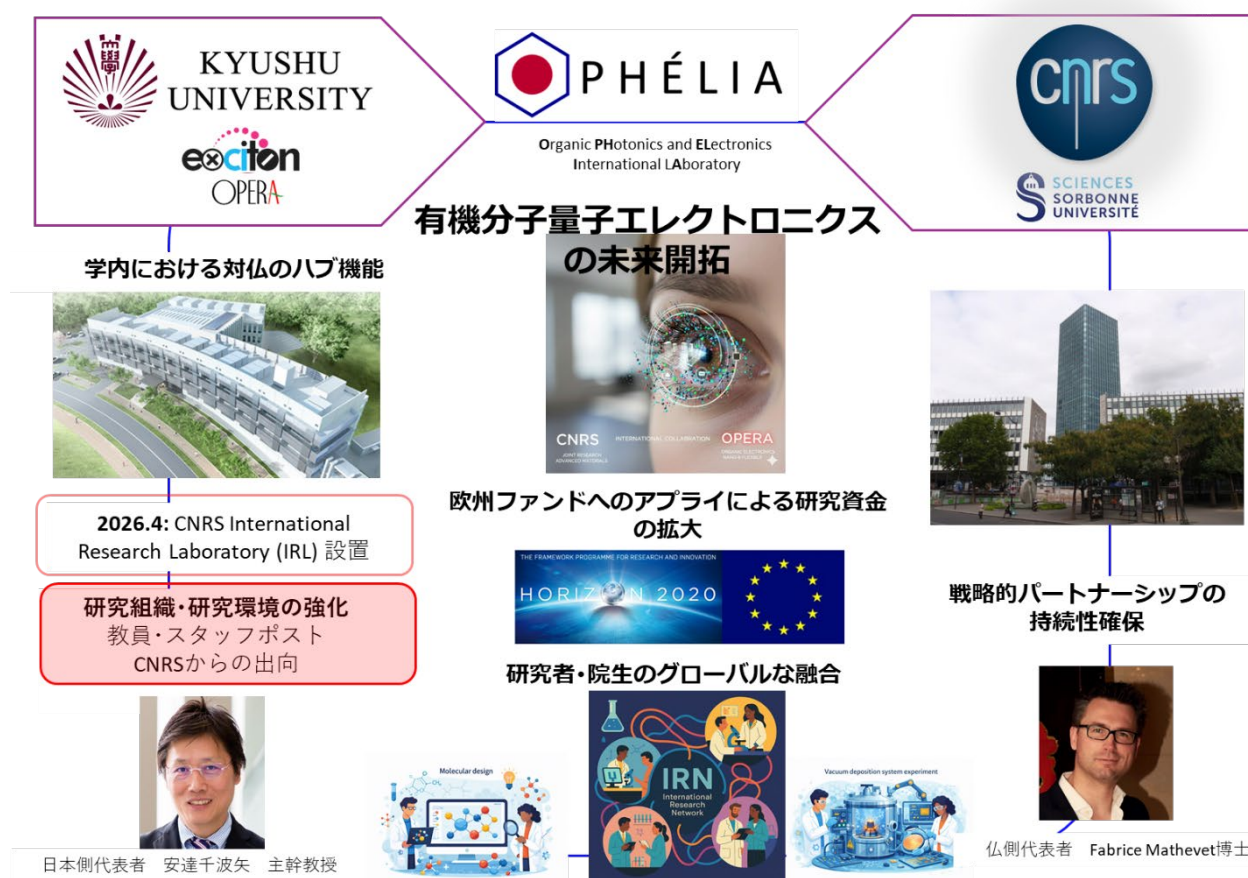 KYUSHU
UNIVERSITY
exciton
OPERA
PHÉLIA
Organic PHotonics and ELectronics
International LAboratory
cnrs
SCIENCES
SORBONNE
UNIVERSITÉ
有機分子量子エレクトロニクス
の未来開拓
学内における対仏のハブ機能
CNRS
INTERNATIONAL COLLABORATION
OPERA
JOINT RESEARCH
ADVANCED MATERIALS
2026.4: CNRS International
Research Laboratory (IRL) 設置
研究組織・研究環境の強化
教員・スタッフポスト
CNRSからの出向
欧州ファンドへのアプライによる研究資金
の拡大
THE FRAMEWORK PROGRAMME FOR RESEARCH AND INNOVATION
HORIZON 2020
研究者・院生のグローバルな融合
Molecular design
IRN
International
Research
Network
Vacuum deposition system experiment
戦略的パートナーシップの
持続性確保
日本側代表者 安達千波矢 主幹教授
仏側代表者 Fabrice Mathevet博士